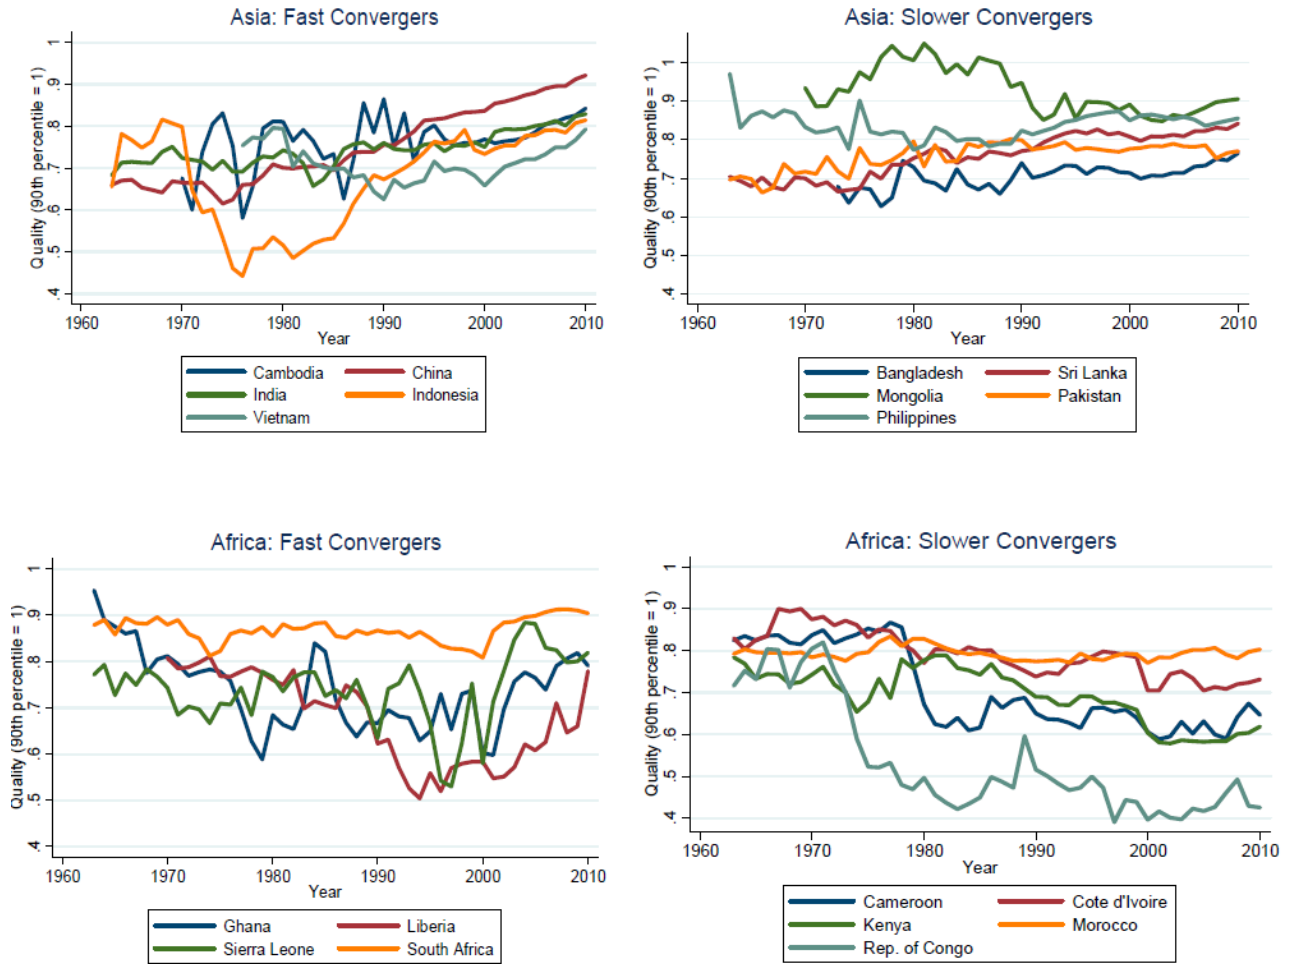 Asia: Fast Convergers
Quality (90th percentile = 1)
1
.9
.8
.7
.6
.5
.4
1960 1970 1980 1990 2000 2010
Year
Cambodia China
India Indonesia
Vietnam
Asia: Slower Convergers
Quality (90th percentile = 1)
1
.9
.8
.7
.6
.5
.4
1960 1970 1980 1990 2000 2010
Year
Bangladesh Sri Lanka
Mongolia Pakistan
Philippines
Africa: Fast Convergers
Quality (90th percentile = 1)
1
.9
.8
.7
.6
.5
.4
1960 1970 1980 1990 2000 2010
Year
Ghana Liberia
Sierra Leone South Africa
Africa: Slower Convergers
Quality (90th percentile = 1)
1
.9
.8
.7
.6
.5
.4
1960 1970 1980 1990 2000 2010
Year
Cameroon Cote d'Ivoire
Kenya Morocco
Rep. of Congo